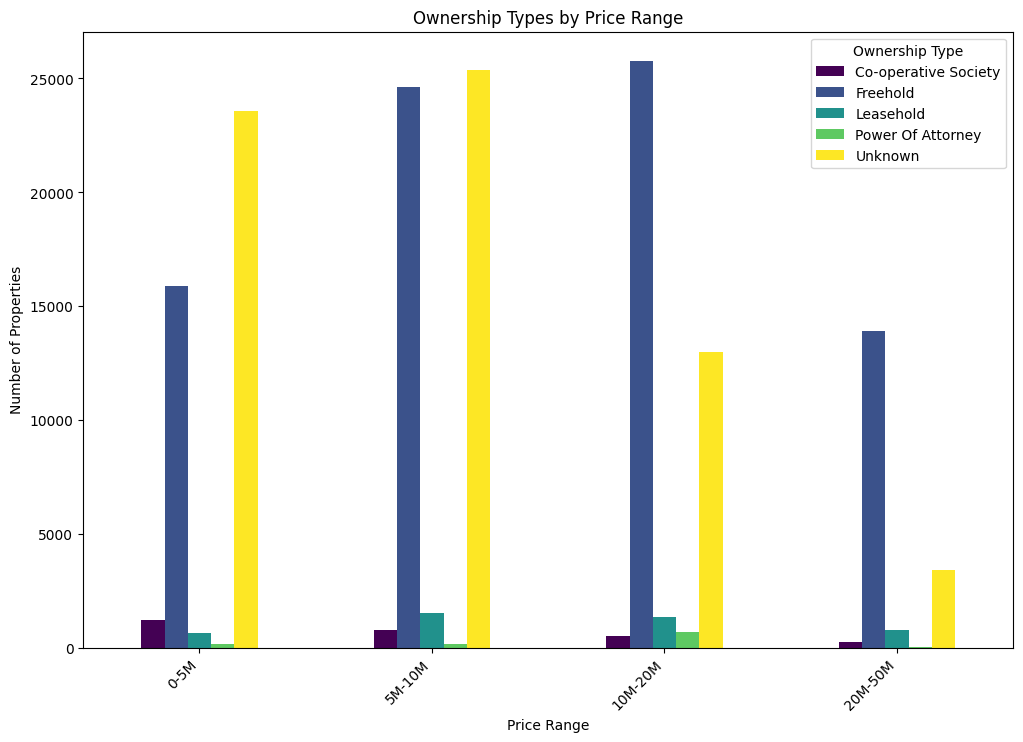 Ownership Types by Price Range
Ownership Type
Co-operative Society
Freehold
Leasehold
Power Of Attorney
Unknown
Number of Properties
25000
20000
15000
10000
5000
0
0-5M
5M-10M
10M-20M
20M-50M
Price Range